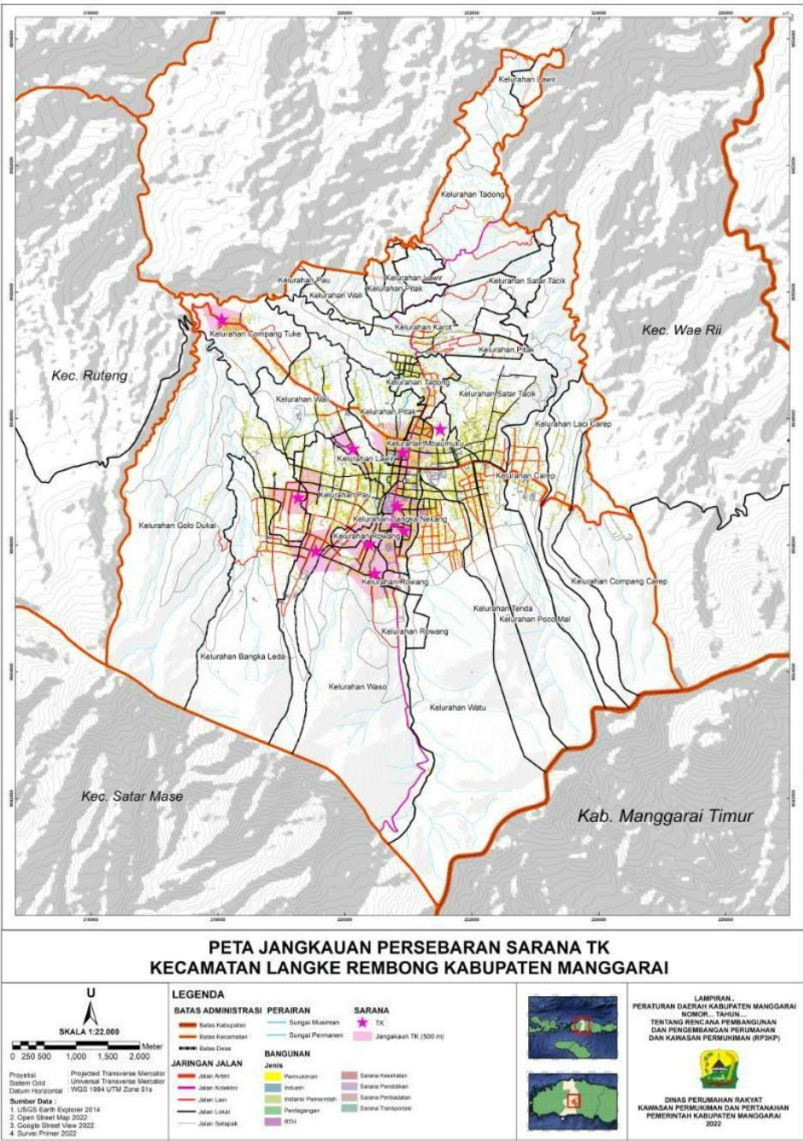 Kelurahan Lawir
Kelurahan Tadong
Kelurahan Pau
Kelurahan Lawir
Kelurahan Pitak
Kelurahan Satar Tacik
Kelurahan Wali
Kelurahan Karot
Kelurahan Compang Tuke
Kec. Wae Rii
Kelurahan Pitak
Kec. Ruteng
Kelurahan Tadong
Kelurahan Satar Tacik
Kelurahan Wali
Kelurahan Pitak
Kelurahan Laci Carep
Kelurahan Mbaumuku
Kelurahan Lawir
Kelurahan Carep
Kelurahan Pau
Kelurahan Bangka Nekang
Kelurahan Golo Dukal
Kelurahan Rowang
Kelurahan Rowang
Kelurahan Compang Carep
Kelurahan Tenda
Kelurahan Poco Mal
Kelurahan Rowang
Kelurahan Bangka Leda
Kelurahan Waso
Kelurahan Watu
Kec. Satar Mase
Kab. Manggarai Timur
PETA JANGKAUAN PERSEBARAN SARANA TK
KECAMATAN LANGKE REMBONG KABUPATEN MANGGARAI
U
SKALA 1:22.000
0 250 500 1,000 1,500 2,000 Meter
Proyeksi : Projected Transverse Mercator
Sistem Grid : Universal Transverse Mercator
Datum Horizontal : WGS 1984 UTM Zone 51s
Sumber Data :
1. USGS Earth Explorer 2014
2. Open Street Map 2022
3. Google Street View 2022
4. Survei Primer 2022
LEGENDA
BATAS ADMINISTRASI
Batas Kabupaten
Batas Kecamatan
Batas Desa
JARINGAN JALAN
Jalan Arteri
Jalan Kolektor
Jalan Lain
Jalan Lokal
Jalan Setapak
PERAIRAN
Sungai Musiman
Sungai Permanen
BANGUNAN
Jenis
Permukiman
Industri
Instansi Pemerintah
Perdagangan
RTH
Sarana Kesehatan
Sarana Pendidikan
Sarana Peribadatan
Sarana Transportasi
SARANA
TK
Jangakaun TK (500 m)
LAMPIRAN..
PERATURAN DAERAH KABUPATEN MANGGARAI
NOMOR... TAHUN....
TENTANG RENCANA PEMBANGUNAN
DAN PENGEMBANGAN PERUMAHAN
DAN KAWASAN PERMUKIMAN (RP3KP)
DINAS PERUMAHAN RAKYAT
KAWASAN PERMUKIMAN DAN PERTANAHAN
PEMERINTAH KABUPATEN MANGGARAI
2022